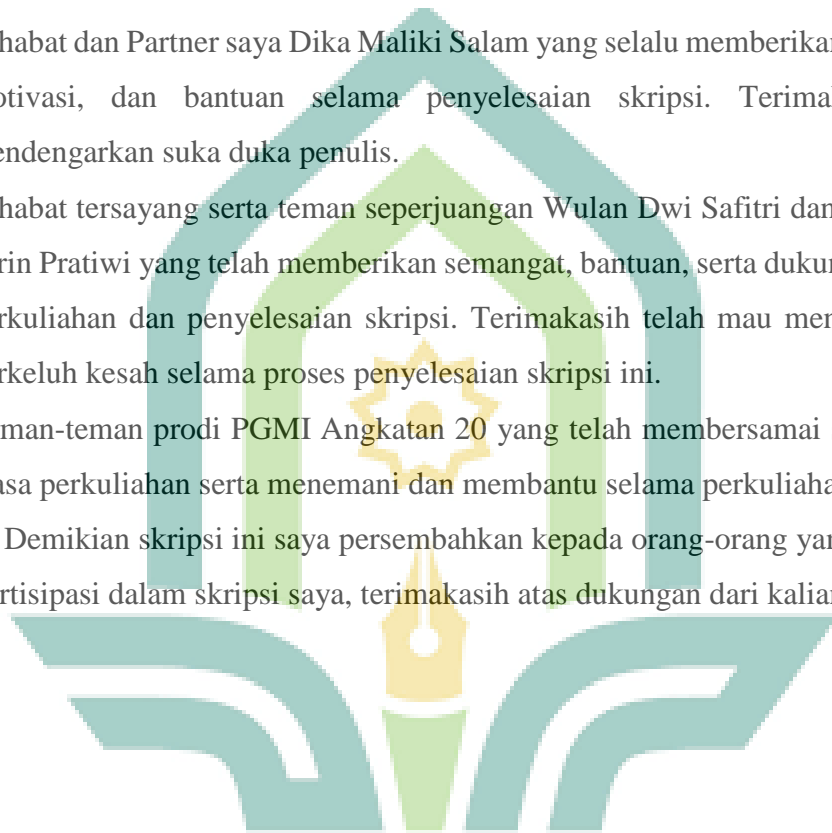 habat dan Partner saya Dika Maliki Salam yang selalu memberikan
otivasi, dan bantuan selama penyelesaian skripsi. Terimak
endengarkan suka duka penulis.
habat tersayang serta teman seperjuangan Wulan Dwi Safitri dan
rin Pratiwi yang telah memberikan semangat, bantuan, serta dukun
rkuliahan dan penyelesaian skripsi. Terimakasih telah mau men
rkeluh kesah selama proses penyelesaian skripsi ini.
man-teman prodi PGMI Angkatan 20 yang telah membersamai
asa perkuliahan serta menemani dan membantu selama perkuliaha
Demikian skripsi ini saya persembahkan kepada orang-orang yan
rtisipasi dalam skripsi saya, terimakasih atas dukungan dari kalian